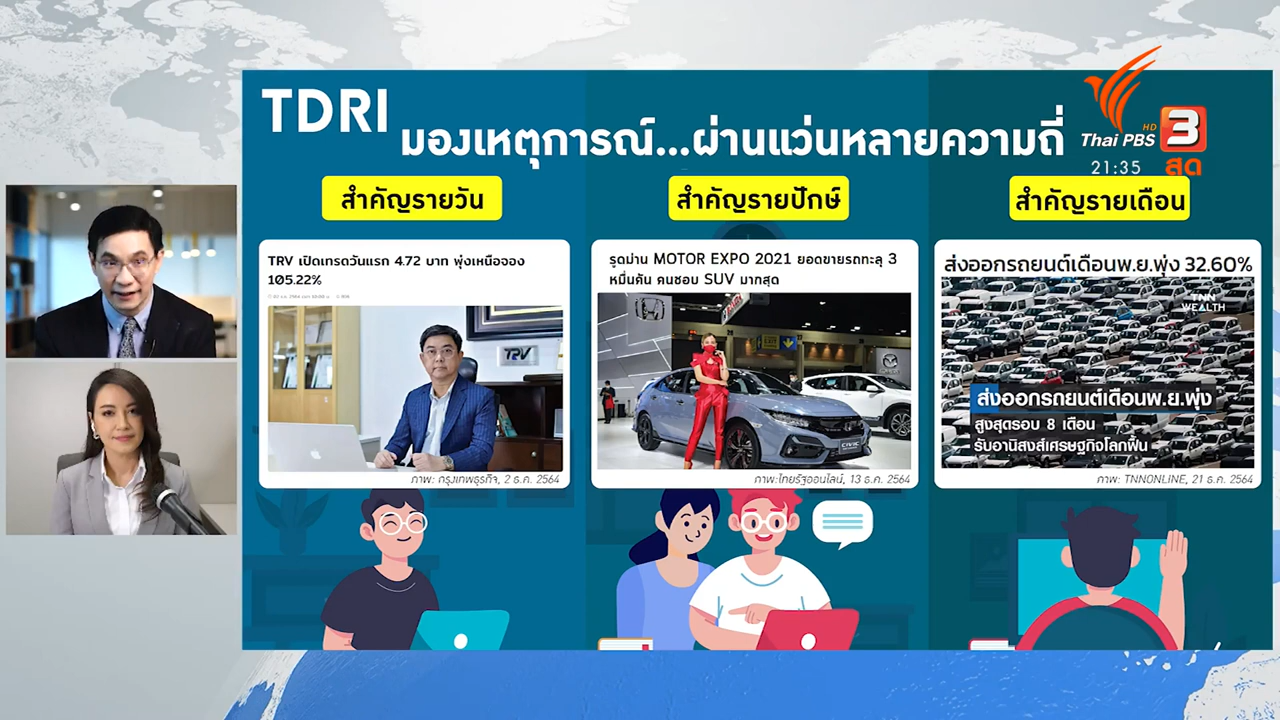 TDRI
มองเหตุการณ์...ผ่านแว่นหลายความถี่
Thai PBS
HD
3
21:35
สด
สำคัญรายวัน
สำคัญรายปักษ์
สำคัญรายเดือน
TRV เปิดเทรดวันแรก 4.72 บาท พุ่งเหนือจอง
105.22%
TRV
ภาพ: กรุงเทพธุรกิจ, 2 ธ.ค. 2564
รูดม่าน MOTOR EXPO 2021 ยอดขายรถทะลุ 3
หมื่นคัน คนชอบ SUV มากสุด
CIVIC
ภาพ:ไทยรัฐออนไลน์, 13 ธ.ค. 2564
ส่งออกรถยนต์เดือนพ.ย.พุ่ง 32.60%
TNN
WEALTH
ส่งออกรถยนต์เดือนพ.ย.พุ่ง
สูงสุดรอบ 8 เดือน
รับอานิสงส์เศรษฐกิจโลกฟื้น
ภาพ: TNNONLINE, 21 ธ.ค. 2564